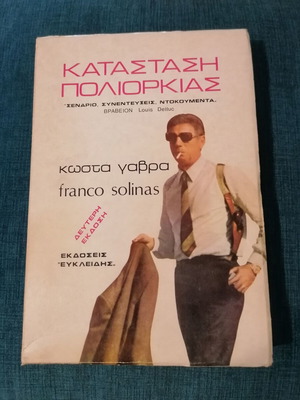 ΚΑΤΑΣΤΑΣΗ
ΠΟΛΙΟΡΚΙΑΣ
"ΣΕΝΑΡΙΟ, ΣΥΝΕΝΤΕΥΞΕΙΣ, ΝΤΟΚΟΥΜΕΝΤΑ"
ΒΡΑΒΕΙΟΝ Louis Delluc
κωστα γαβρα
franco solinas
ΔΕΥΤΕΡΗ
ΕΚΔΟΣΗ
ΕΚΔΟΣΕΙΣ
"ΕΥΚΛΕΙΔΗΣ"